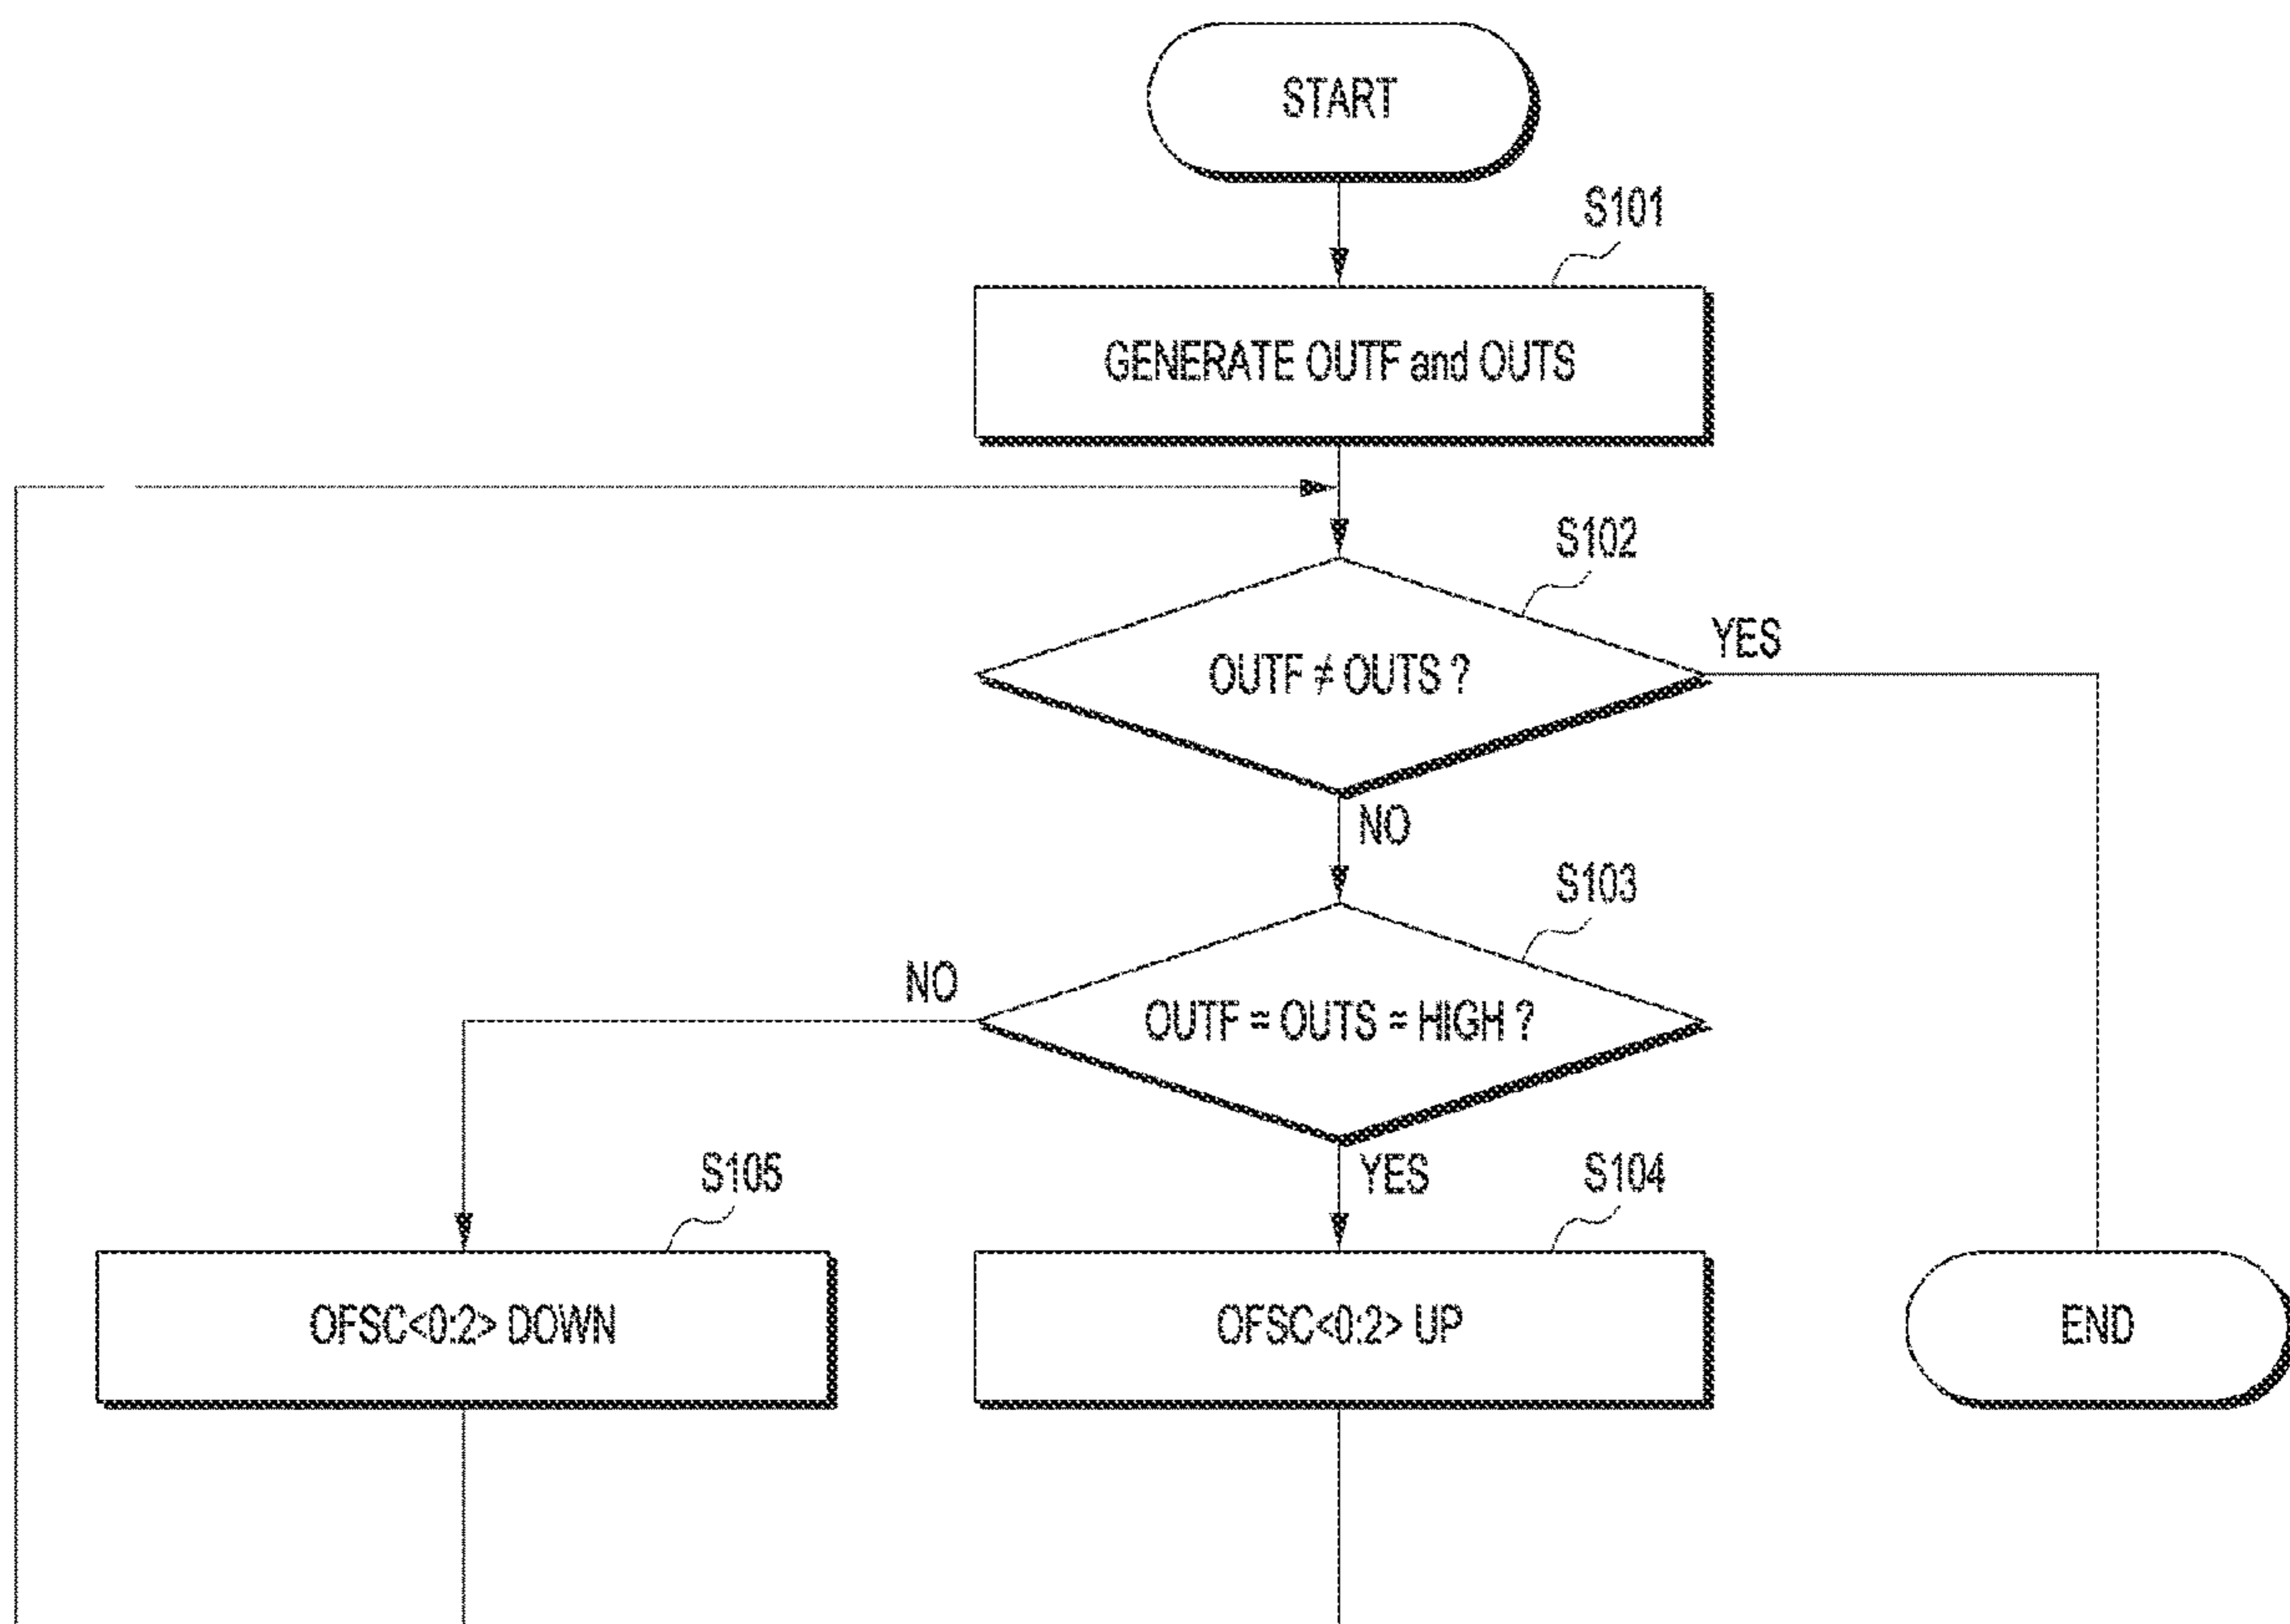 START
S101
GENERATE OUTF and OUTS
S102
OUTF ≠ OUTS ?
YES
NO
S103
NO
OUTF = OUTS = HIGH ?
S105
YES
S104
OFSC<0:2> DOWN
OFSC<0:2> UP
END